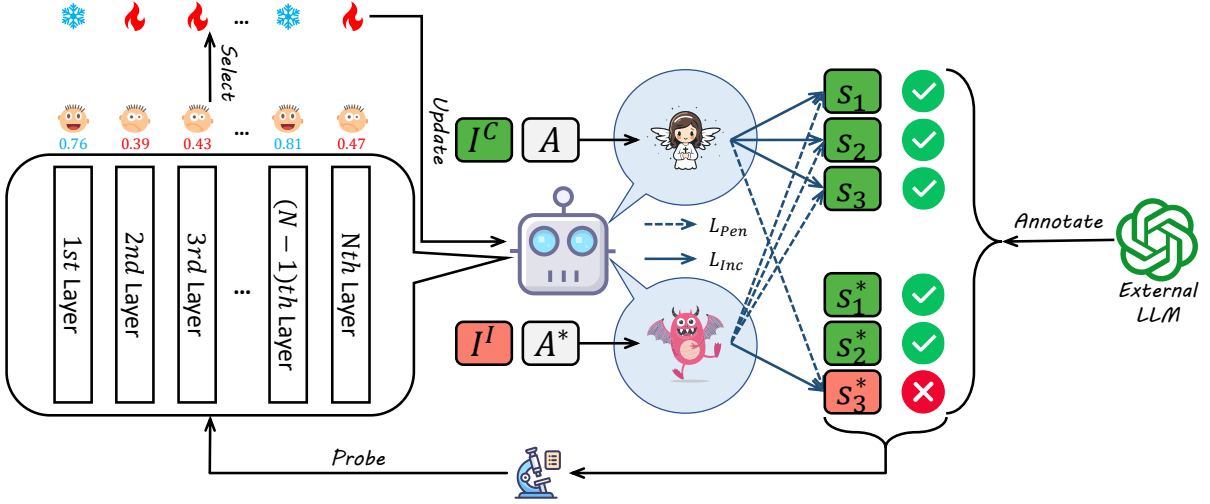 ...
Select
Update
...
0.76 0.39 0.43 0.81 0.47
1st Layer
2nd Layer
3rd Layer
...
(N − 1)th Layer
Nth Layer
I^C A
I^I A*
L_Pen
L_Inc
s_1
s_2
s_3
s_1^*
s_2^*
s_3^*
Annotate
External
LLM
Probe